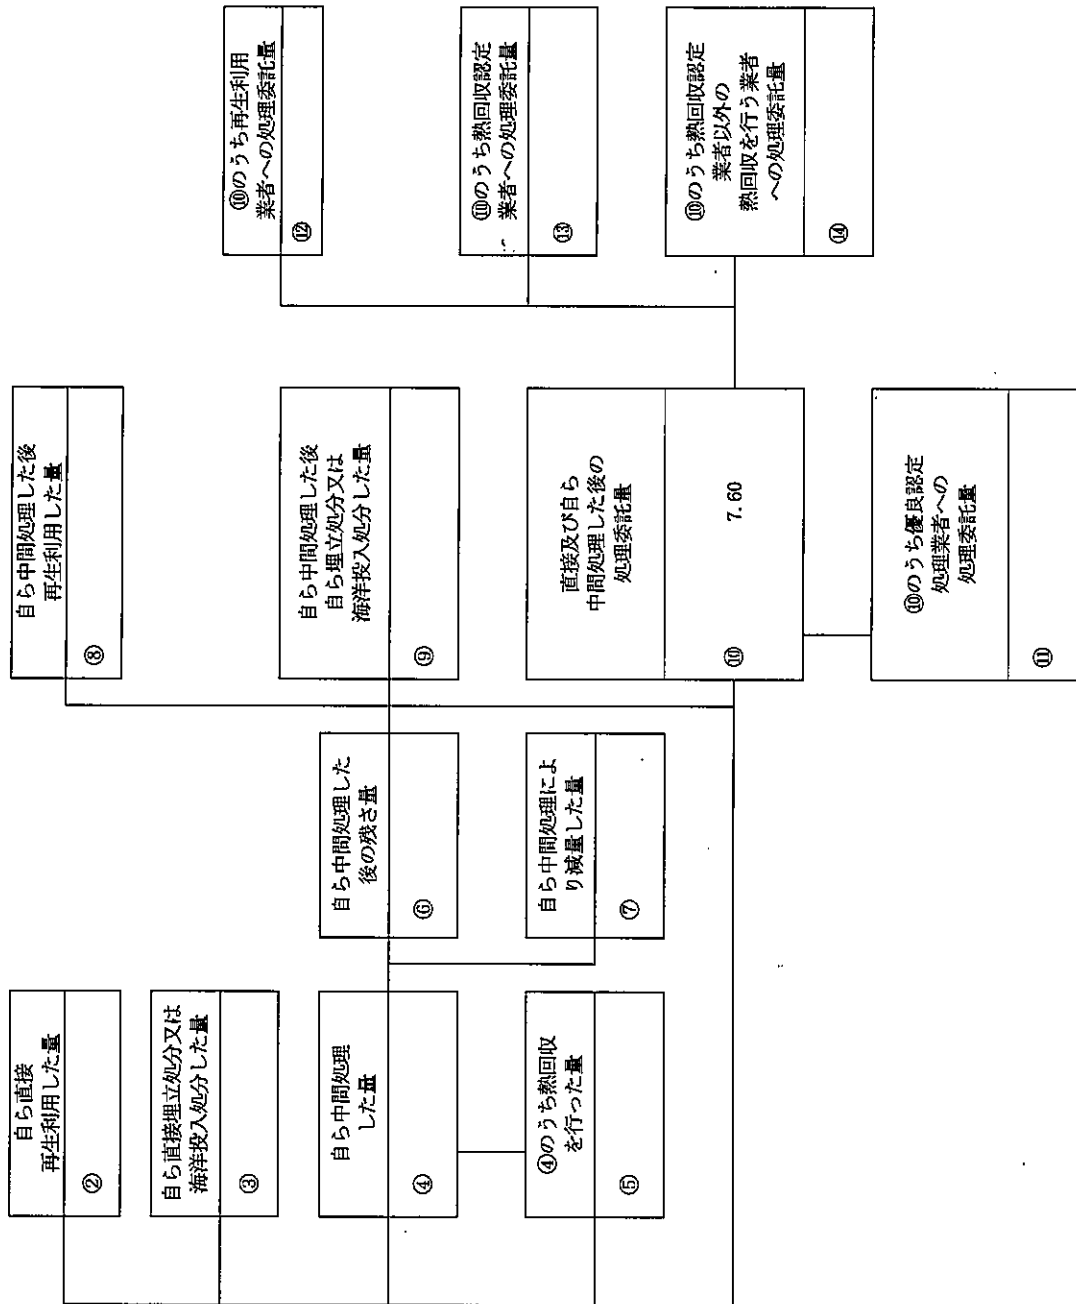 自ら直接
再生利用した量
②
自ら直接埋立処分又は
海洋投入処分した量
③
自ら中間処理
した量
④
④のうち熱回収
を行った量
⑤
自ら中間処理した
後の残さ量
⑥
自ら中間処理によ
り減量した量
⑦
自ら中間処理した後
再生利用した量
⑧
自ら中間処理した後
自ら埋立処分又は
海洋投入処分した量
⑨
直接及び自ら
中間処理した後の
処理委託量
⑩
7.60
⑩のうち優良認定
処理業者への
処理委託量
⑪
⑩のうち再生利用
業者への処理委託量
⑫
⑩のうち熱回収認定
業者への処理委託量
⑬
⑩のうち熱回収認定
業者以外の
熱回収を行う業者
への処理委託量
⑭